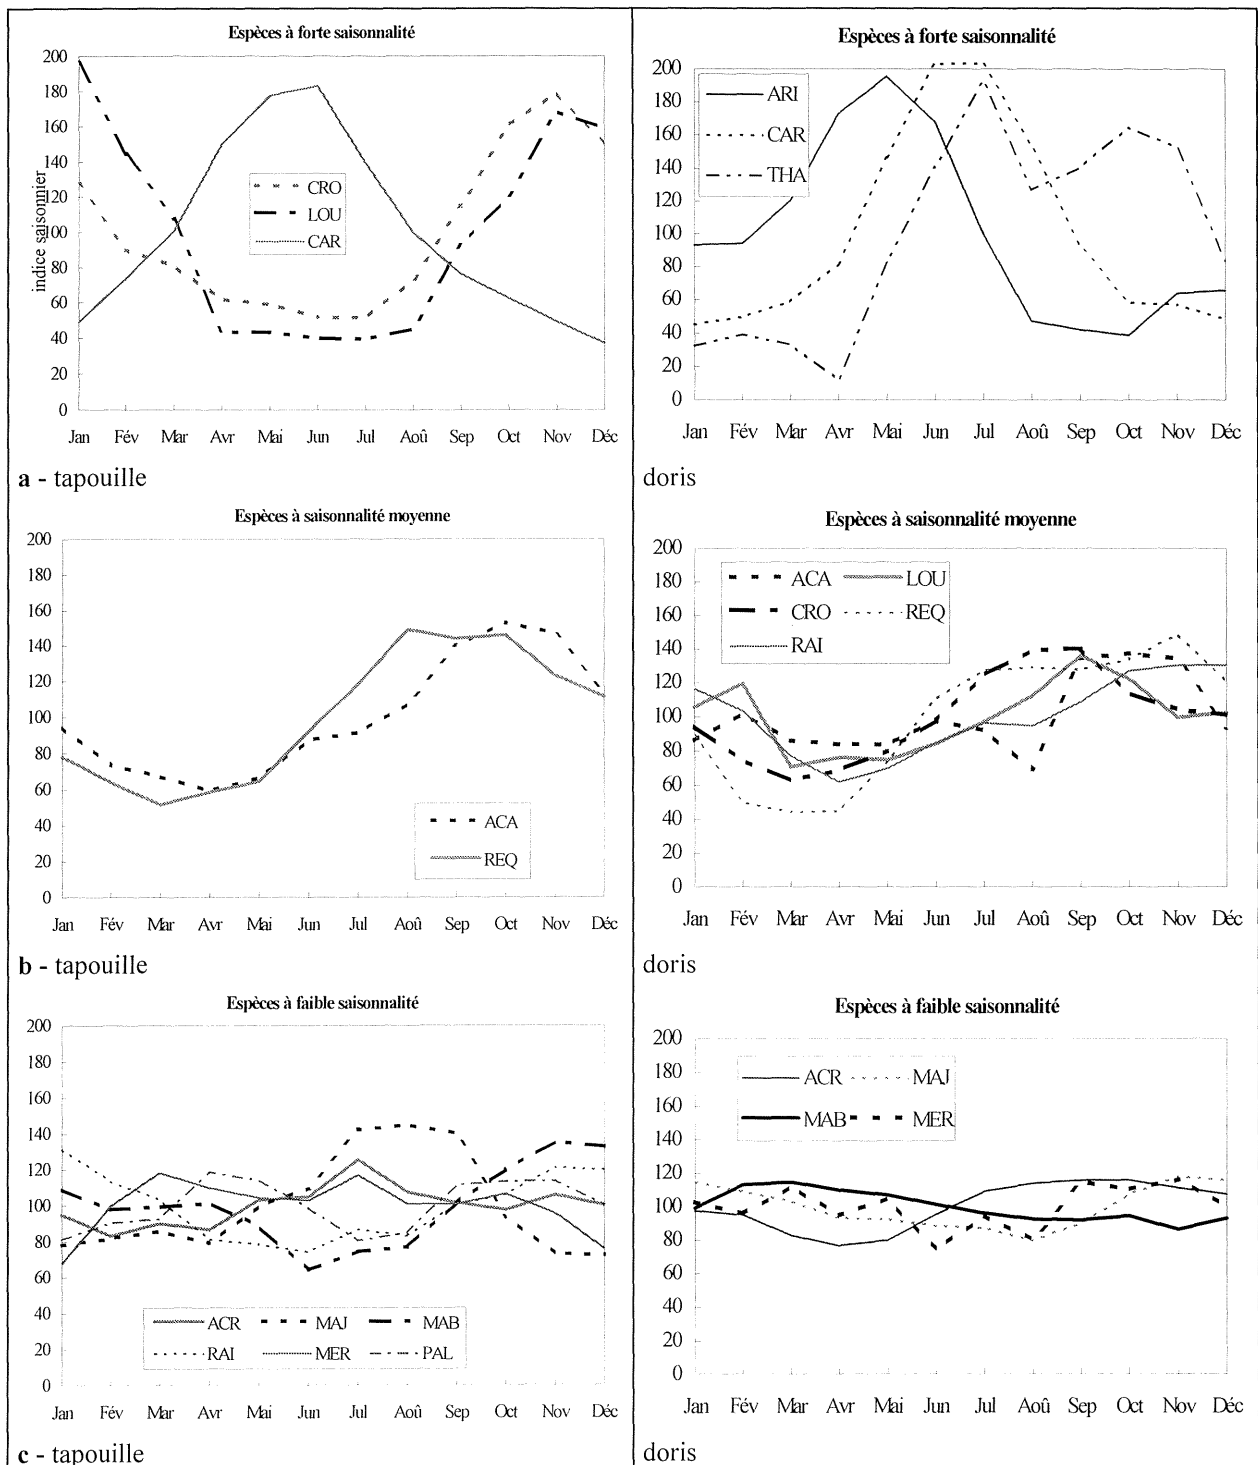 Espèces à forte saisonnalité
indice saisonnier
200
180
160
140
120
100
80
60
40
20
0
CRO
LOU
CAR
Jan Fév Mar Avr Mai Jun Jul Aoû Sep Oct Nov Déc
a - tapouille
Espèces à forte saisonnalité
200
180
160
140
120
100
80
60
40
20
0
ARI
CAR
THA
Jan Fév Mar Avr Mai Jun Jul Aoû Sep Oct Nov Déc
doris
Espèces à saisonnalité moyenne
200
180
160
140
120
100
80
60
40
20
0
ACA
REQ
Jan Fév Mar Avr Mai Jun Jul Aoû Sep Oct Nov Déc
b - tapouille
Espèces à saisonnalité moyenne
200
180
160
140
120
100
80
60
40
20
0
ACA LOU
CRO REQ
RAI
Jan Fév Mar Avr Mai Jun Jul Aoû Sep Oct Nov Déc
doris
Espèces à faible saisonnalité
200
180
160
140
120
100
80
60
40
20
0
ACR MAJ MAB
RAI MER PAL
Jan Fév Mar Avr Mai Jun Jul Aoû Sep Oct Nov Déc
c - tapouille
Espèces à faible saisonnalité
200
180
160
140
120
100
80
60
40
20
0
ACR MAJ
MAB MER
Jan Fév Mar Avr Mai Jun Jul Aoû Sep Oct Nov Déc
doris